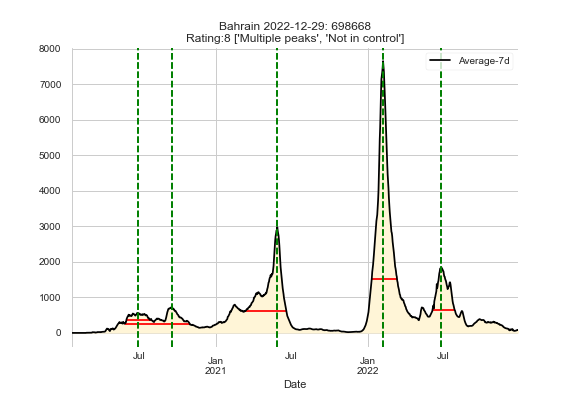 Bahrain 2022-12-29: 698668
Rating:8 ['Multiple peaks', 'Not in control']
Average-7d
8000
7000
6000
5000
4000
3000
2000
1000
0
Jul
Jan
2021
Jul
Jan
2022
Jul
Date